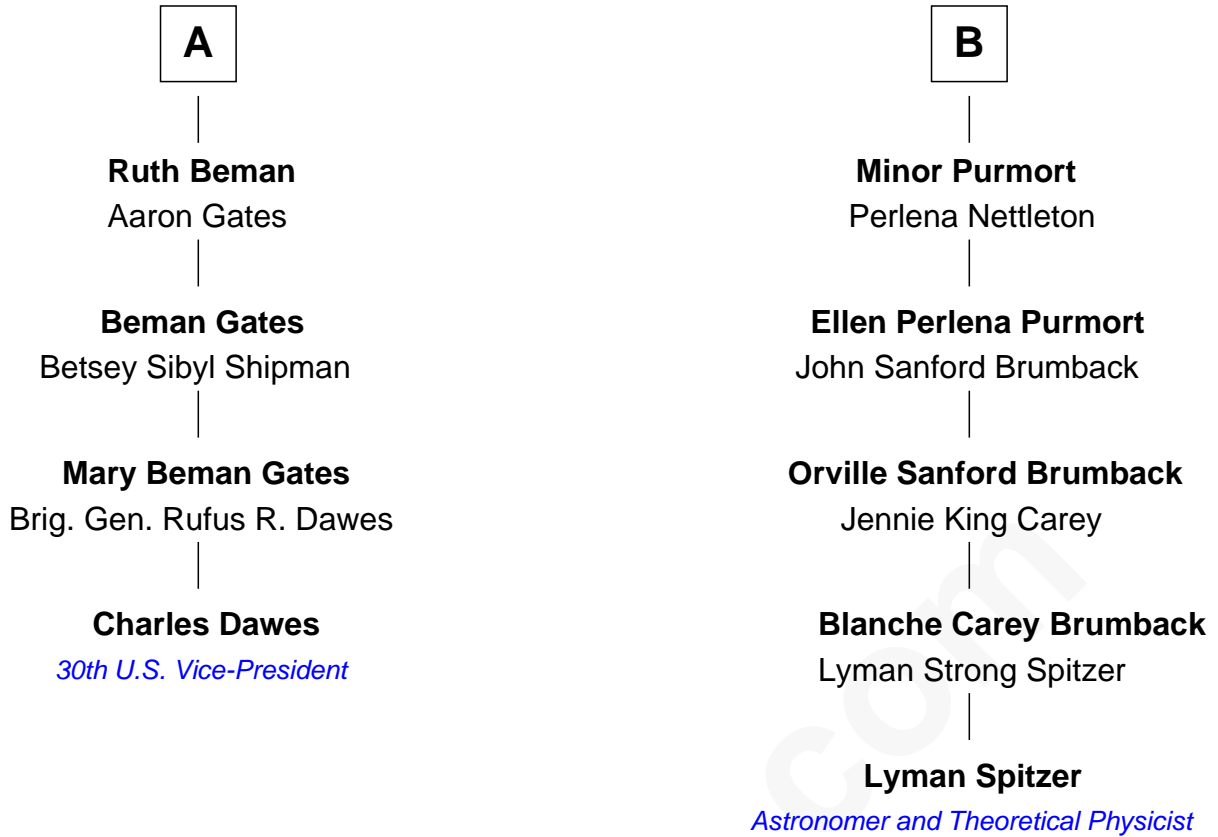 A
Ruth Beman
Aaron Gates
Beman Gates
Betsey Sibyl Shipman
Mary Beman Gates
Brig. Gen. Rufus R. Dawes
Charles Dawes
30th U.S. Vice-President
B
Minor Purmort
Perlena Nettleton
Ellen Perlena Purmort
John Sanford Brumback
Orville Sanford Brumback
Jennie King Carey
Blanche Carey Brumback
Lyman Strong Spitzer
Lyman Spitzer
Astronomer and Theoretical Physicist
com